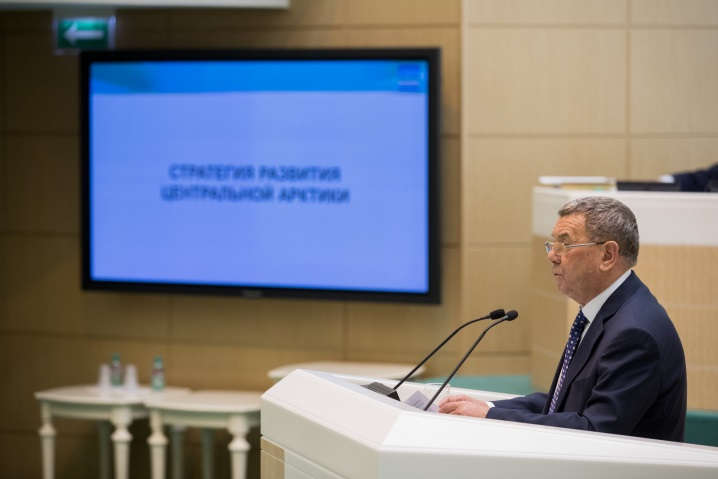 СТРАТЕГИЯ РАЗВИТИЯ
ЦЕНТРАЛЬНОЙ АРКТИКИ